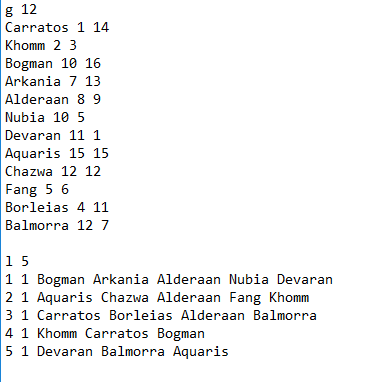 g 12
Carratos 1 14
Khomm 2 3
Bogman 10 16
Arkania 7 13
Alderaan 8 9
Nubia 10 5
Devaran 11 1
Aquaris 15 15
Chazwa 12 12
Fang 5 6
Borleias 4 11
Balmorra 12 7

l 5
1 1 Bogman Arkania Alderaan Nubia Devaran
2 1 Aquaris Chazwa Alderaan Fang Khomm
3 1 Carratos Borleias Alderaan Balmorra
4 1 Khomm Carratos Bogman
5 1 Devaran Balmorra Aquaris